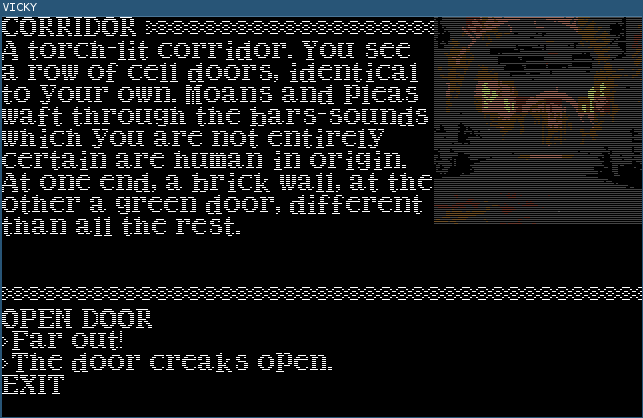 VICKY
CORRIDOR
A torch-lit corridor. You see
a row of cell doors, identical
to your own. Moans and pleas
waft through the bars-sounds
which you are not entirely
certain are human in origin.
At one end, a brick wall, at the
other a green door, different
than all the rest.
OPEN DOOR
>Far out!
>The door creaks open.
EXIT